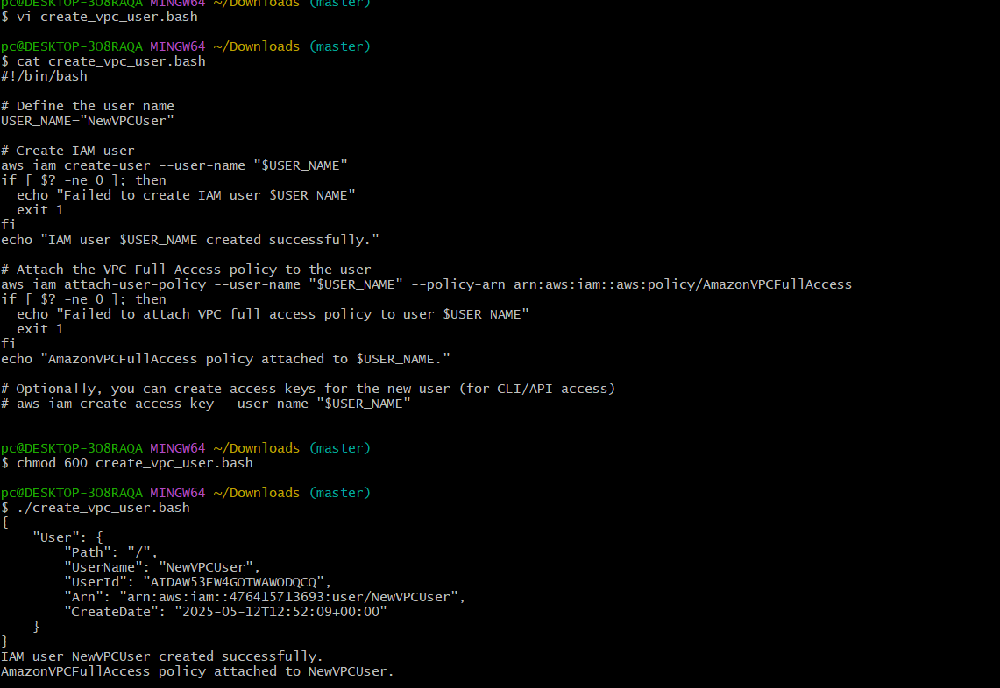 pc@DESKTOP-3O8RAQA MINGW64 ~/Downloads (master)
$ vi create_vpc_user.bash

pc@DESKTOP-3O8RAQA MINGW64 ~/Downloads (master)
$ cat create_vpc_user.bash
#!/bin/bash

# Define the user name
USER_NAME="NewVPCUser"

# Create IAM user
aws iam create-user --user-name "$USER_NAME"
if [ $? -ne 0 ]; then
  echo "Failed to create IAM user $USER_NAME"
  exit 1
fi
echo "IAM user $USER_NAME created successfully."

# Attach the VPC Full Access policy to the user
aws iam attach-user-policy --user-name "$USER_NAME" --policy-arn arn:aws:iam::aws:policy/AmazonVPCFullAccess
if [ $? -ne 0 ]; then
  echo "Failed to attach VPC full access policy to user $USER_NAME"
  exit 1
fi
echo "AmazonVPCFullAccess policy attached to $USER_NAME."

# Optionally, you can create access keys for the new user (for CLI/API access)
# aws iam create-access-key --user-name "$USER_NAME"

pc@DESKTOP-3O8RAQA MINGW64 ~/Downloads (master)
$ chmod 600 create_vpc_user.bash

pc@DESKTOP-3O8RAQA MINGW64 ~/Downloads (master)
$ ./create_vpc_user.bash
{
    "User": {
        "Path": "/",
        "UserName": "NewVPCUser",
        "UserId": "AIDAW53EW4GOTWAWODQCQ",
        "Arn": "arn:aws:iam::476415713693:user/NewVPCUser",
        "CreateDate": "2025-05-12T12:52:09+00:00"
    }
}
IAM user NewVPCUser created successfully.
AmazonVPCFullAccess policy attached to NewVPCUser.